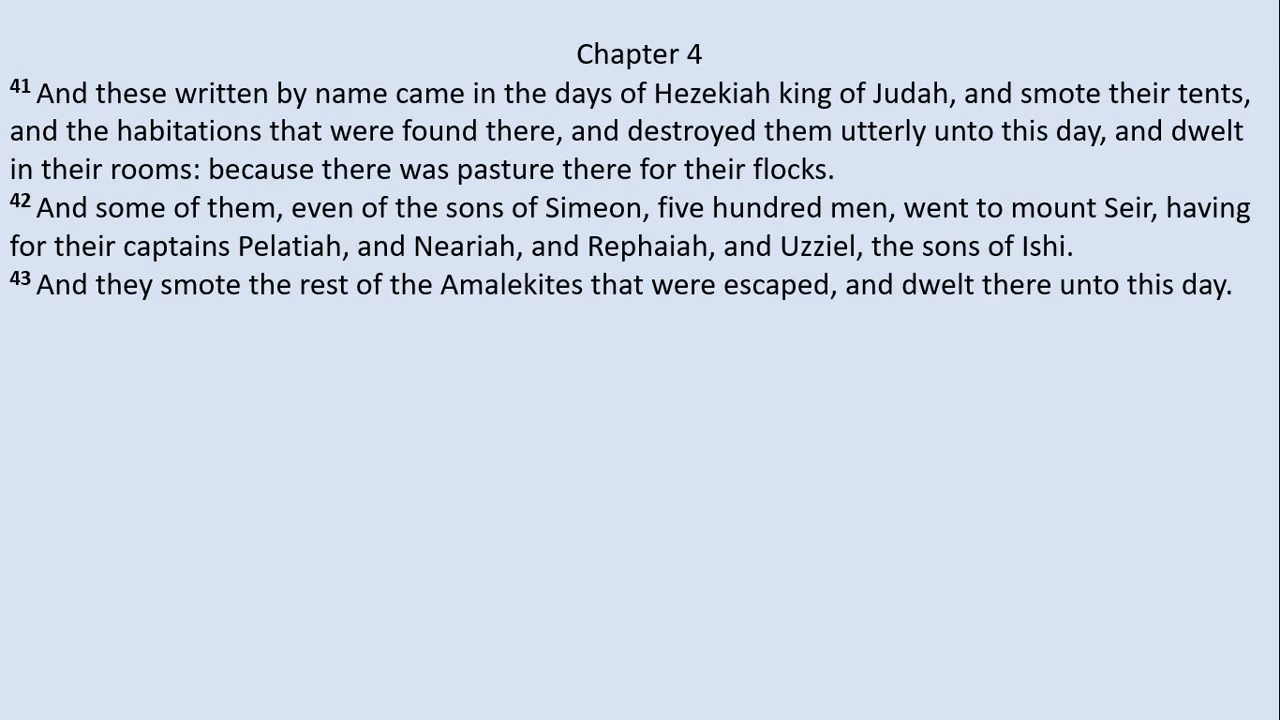 Chapter 4
41 And these written by name came in the days of Hezekiah king of Judah, and smote their tents,
and the habitations that were found there, and destroyed them utterly unto this day, and dwelt
in their rooms: because there was pasture there for their flocks.
42 And some of them, even of the sons of Simeon, five hundred men, went to mount Seir, having
for their captains Pelatiah, and Neariah, and Rephaiah, and Uzziel, the sons of Ishi.
43 And they smote the rest of the Amalekites that were escaped, and dwelt there unto this day.